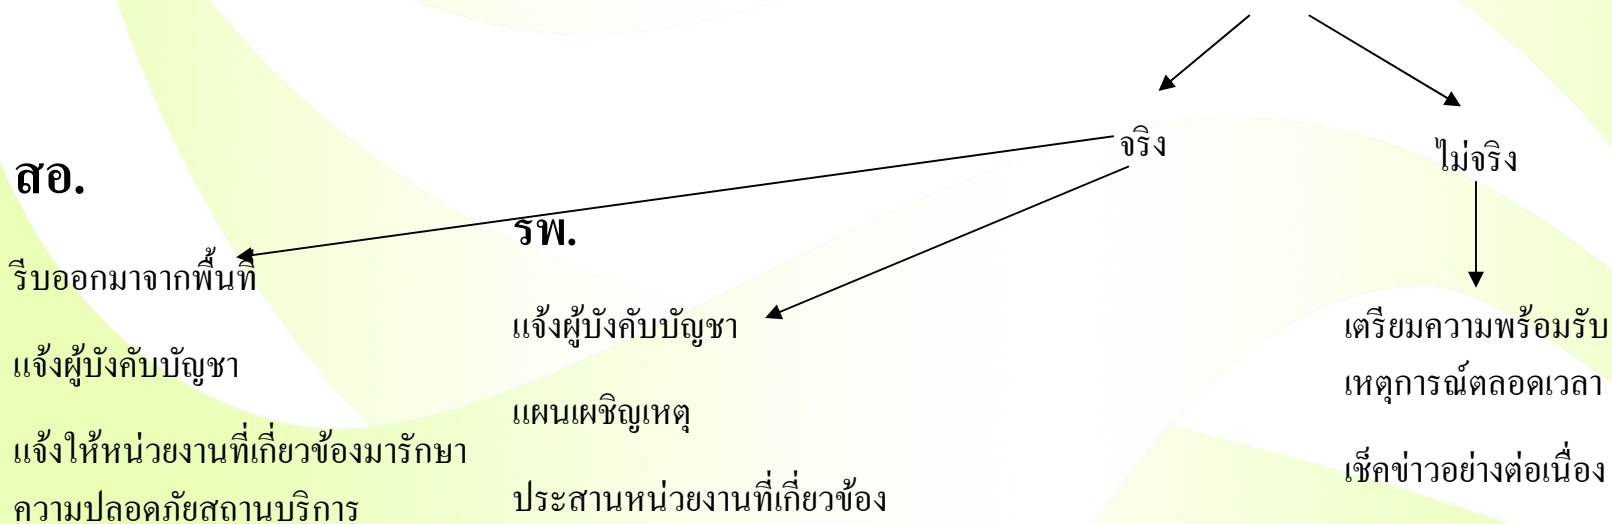 จริง
ไม่จริง
สอ.
รีบออกมาจากพื้นที่
แจ้งผู้บังคับบัญชา
แจ้งให้หน่วยงานที่เกี่ยวข้องมารักษา
ความปลอดภัยสถานบริการ
รพ.
แจ้งผู้บังคับบัญชา
แผนเผชิญเหตุ
ประสานหน่วยงานที่เกี่ยวข้อง
เตรียมความพร้อมรับ
เหตุการณ์ตลอดเวลา
เช็คข่าวอย่างต่อเนื่อง